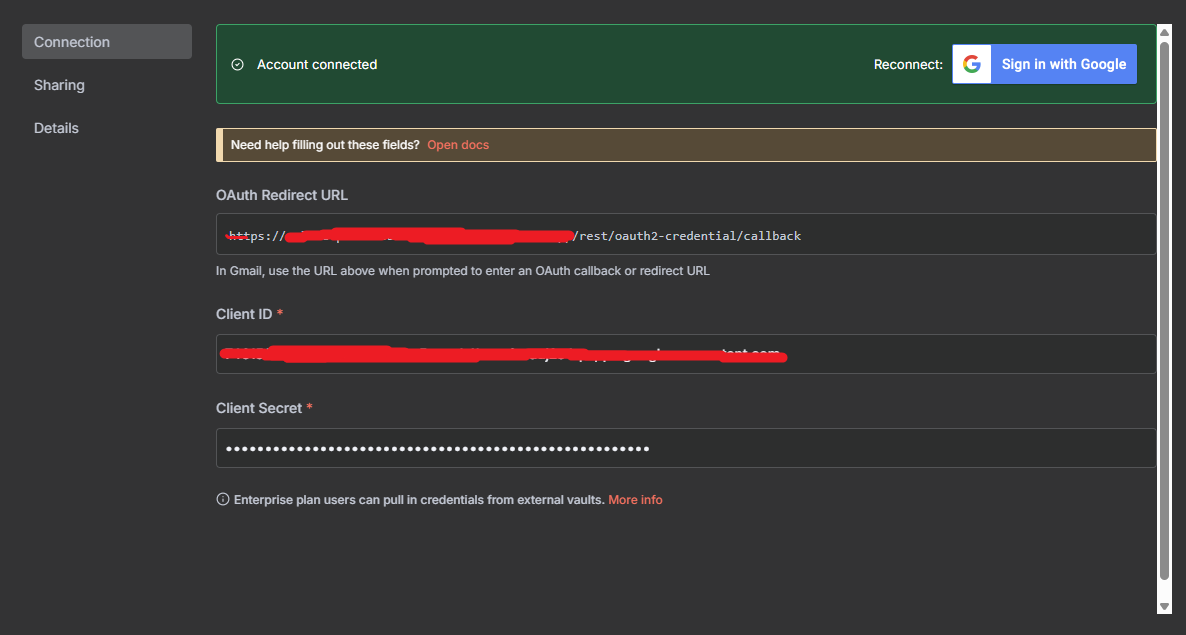 Connection
Sharing
Details
Account connected
Reconnect:
Sign in with Google
Need help filling out these fields? Open docs
OAuth Redirect URL
https:// /rest/oauth2-credential/callback
In Gmail, use the URL above when prompted to enter an OAuth callback or redirect URL
Client ID *
Client Secret *
••••••••••••••••••••••••••••••••••••••••••••••••••••••
Enterprise plan users can pull in credentials from external vaults. More info